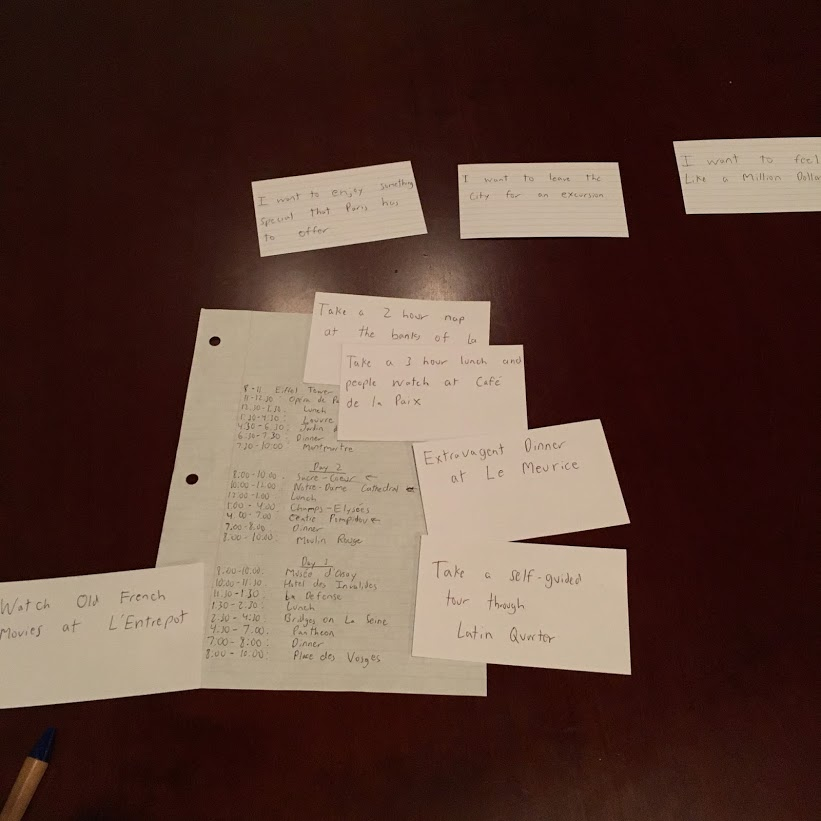 I want to enjoy something
special that Paris has
to offer
I want to leave the
City for an excursion
I want to feel
Like a Million Dollar
Take a 2 hour nap
at the banks of La
Take a 3 hour lunch and
people watch at Café
de la Paix
Extravagent Dinner
at Le Meurice
Take a self-guided
tour through
Latin Quarter
Watch Old French
Movies at L'Entrepot
8-11 Eiffel Tower
11-12:30 Opera de Pa
12:30-1:30 Lunch
1:30-4:30 Louvre
4:30-6:30 Jardin d
6:30-7:30 Dinner
7:30-10:00 Montmartre
Day 2
8:00-10:00 Sacre-Coeur
10:00-12:00 Notre-Dame Cathedral
12:00-1:00 Lunch
1:00-4:00 Champs-Elysées
4:00-7:00 Centre Pompidou
7:00-8:00 Dinner
8:00-10:00 Moulin Rouge
Day 3
8:00-10:00 Museé d'Orsay
10:00-11:30 Hotel des Invalides
11:30-1:30 La Defense
1:30-2:30 Lunch
2:30-4:30 Bridges on La Seine
4:30-7:00 Pantheon
7:00-8:00 Dinner
8:00-10:00 Place des Vosges